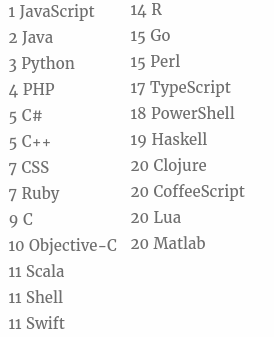 1 JavaScript
2 Java
3 Python
4 PHP
5 C#
5 C++
7 CSS
7 Ruby
9 C
10 Objective-C
11 Scala
11 Shell
11 Swift
14 R
15 Go
15 Perl
17 TypeScript
18 PowerShell
19 Haskell
20 Clojure
20 CoffeeScript
20 Lua
20 Matlab